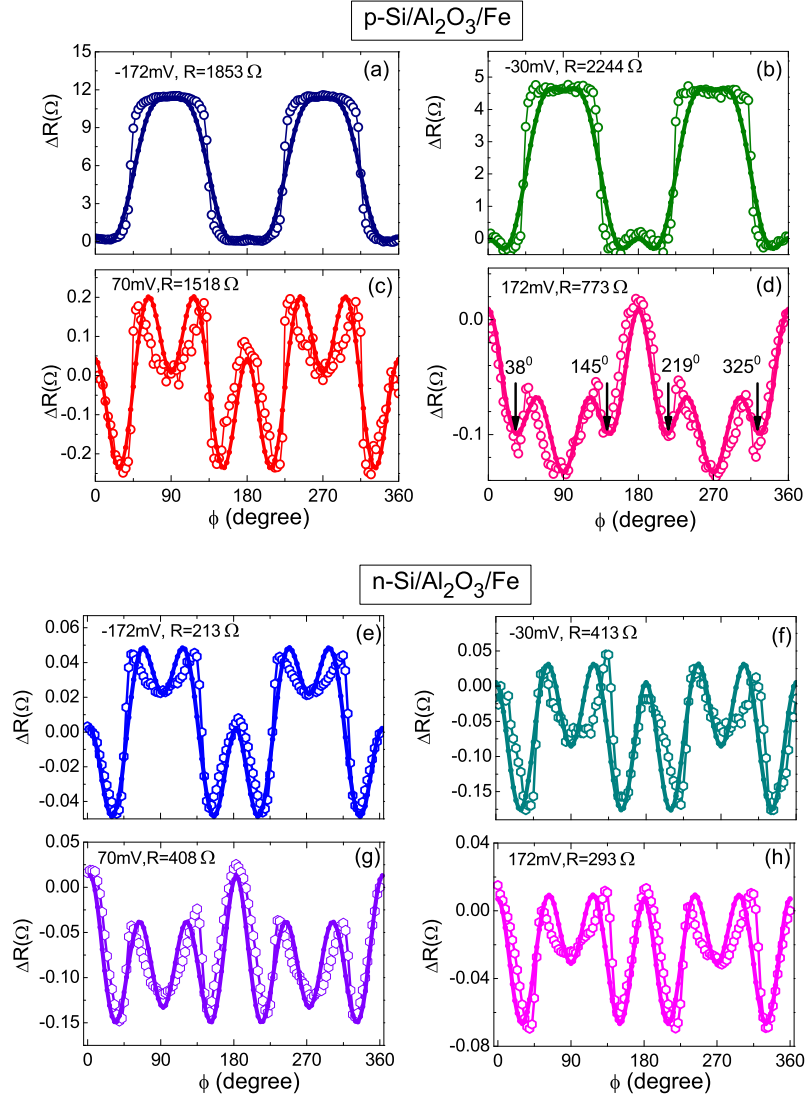 p-Si/Al₂O₃/Fe
-172mV, R=1853 Ω (a)
-30mV, R=2244 Ω (b)
ΔR(Ω)
15
12
9
6
3
0
ΔR(Ω)
5
4
3
2
1
0
70mV,R=1518 Ω (c)
172mV,R=773 Ω (d)
ΔR(Ω)
0.2
0.1
0.0
-0.1
-0.2
0 90 180 270 360
ϕ (degree)
ΔR(Ω)
0.0
-0.1
38⁰ 145⁰ 219⁰ 325⁰
0 90 180 270 360
ϕ (degree)
n-Si/Al₂O₃/Fe
-172mV, R=213 Ω (e)
-30mV, R=413 Ω (f)
ΔR(Ω)
0.06
0.04
0.02
0.00
-0.02
-0.04
ΔR(Ω)
0.05
0.00
-0.05
-0.10
-0.15
70mV,R=408 Ω (g)
172mV,R=293 Ω (h)
ΔR(Ω)
0.05
0.00
-0.05
-0.10
-0.15
0 90 180 270 360
ϕ (degree)
ΔR(Ω)
0.04
0.00
-0.04
-0.08
0 90 180 270 360
ϕ (degree)